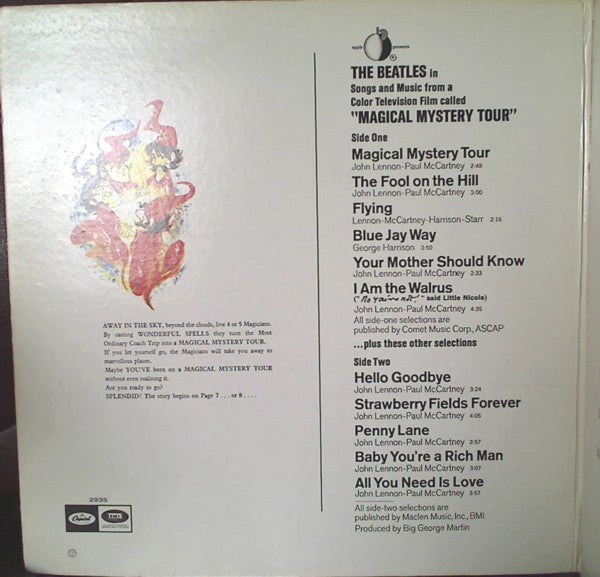 AWAY IN THE SKY, beyond the clouds, live 4 or 5 Magicians.
By casting WONDERFUL SPELLS they turn the Most
Ordinary Coach Trip into a MAGICAL MYSTERY TOUR.
If you let yourself go, the Magicians will take you away to
marvellous places.
Maybe YOU'VE been on a MAGICAL MYSTERY TOUR
without even realising it.
Are you ready to go?
SPLENDID! The story begins on Page 7 . . . or 8 . . . .
2835
Capitol
EMI
apple presents
THE BEATLES in
Songs and Music from a
Color Television Film called
"MAGICAL MYSTERY TOUR"
Side One
Magical Mystery Tour
John Lennon-Paul McCartney 2:48
The Fool on the Hill
John Lennon-Paul McCartney 3:00
Flying
Lennon-McCartney-Harrison-Starr 2:16
Blue Jay Way
George Harrison 3:50
Your Mother Should Know
John Lennon-Paul McCartney 2:33
I Am the Walrus
("No you're not!" said Little Nicola)
John Lennon-Paul McCartney 4:35
All side-one selections are
published by Comet Music Corp., ASCAP
...plus these other selections
Side Two
Hello Goodbye
John Lennon-Paul McCartney 3:24
Strawberry Fields Forever
John Lennon-Paul McCartney 4:05
Penny Lane
John Lennon-Paul McCartney 2:57
Baby You're a Rich Man
John Lennon-Paul McCartney 3:07
All You Need Is Love
John Lennon-Paul McCartney 3:57
All side-two selections are
published by Maclen Music, Inc., BMI.
Produced by Big George Martin